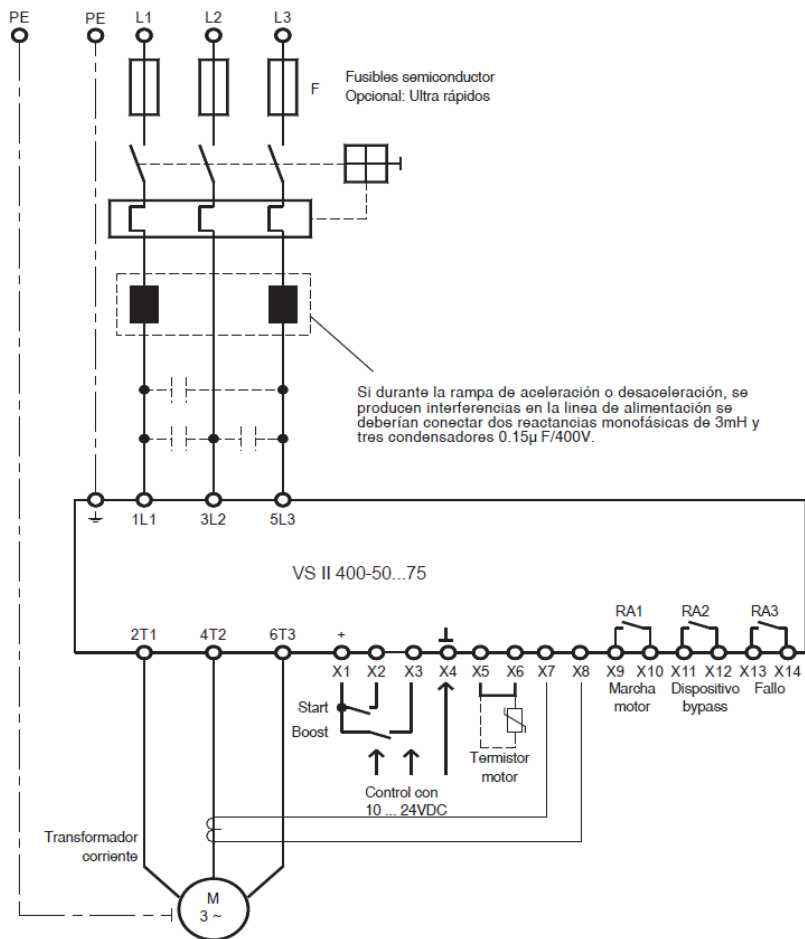 PE PE L1 L2 L3
F
Fusibles semiconductor
Opcional: Ultra rápidos
Si durante la rampa de aceleración o desaceleración, se
producen interferencias en la linea de alimentación se
deberían conectar dos reactancias monofásicas de 3mH y
tres condensadores 0.15µ F/400V.
1L1 3L2 5L3
VS II 400-50...75
RA1 RA2 RA3
2T1 4T2 6T3 +
X1 X2 X3 X4 X5 X6 X7 X8 X9 X10 X11 X12 X13 X14
Marcha
motor
Dispositivo
bypass
Fallo
Start
Boost
Termistor
motor
Control con
10 ... 24VDC
Transformador
corriente
M
3 ~